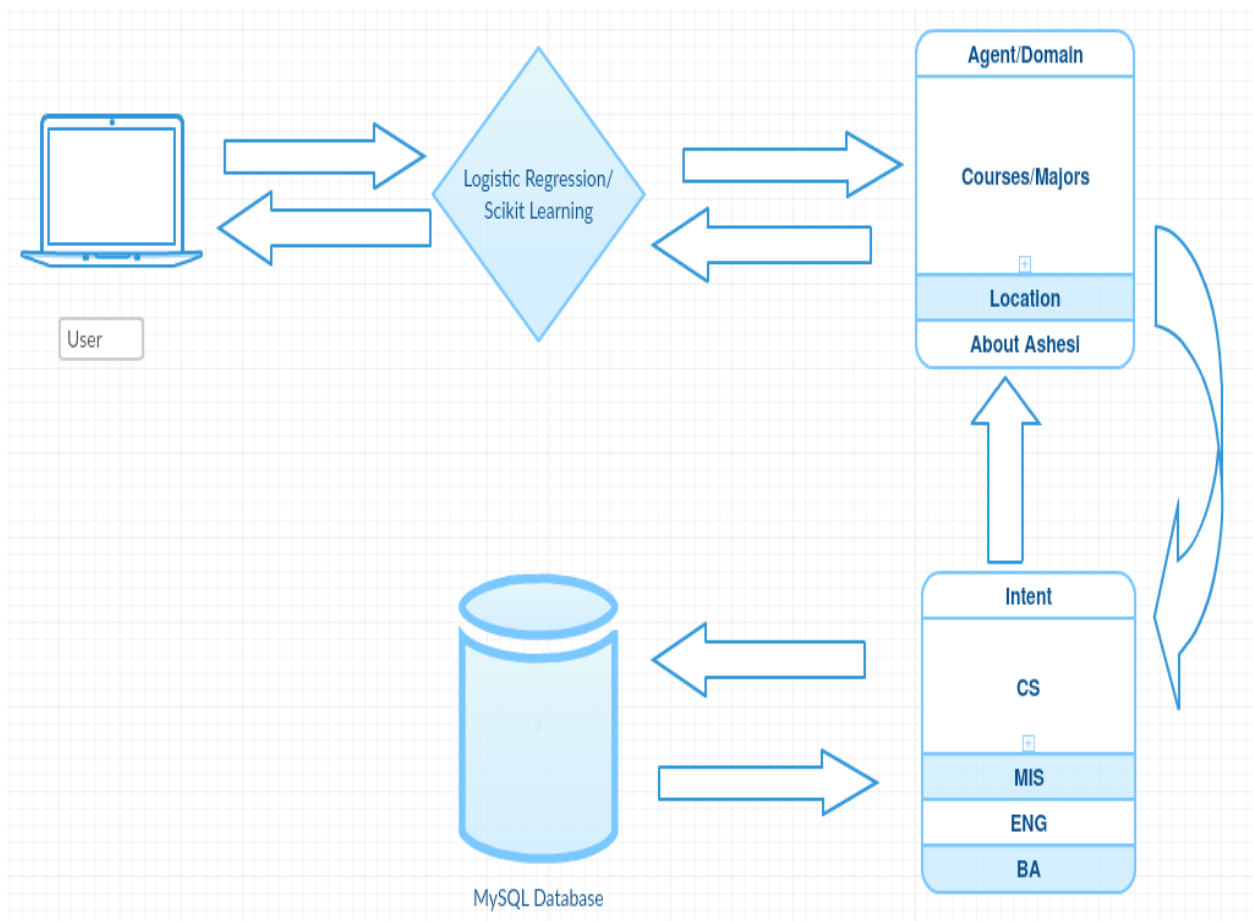 User
Logistic Regression/
Scikit Learning
Agent/Domain
Courses/Majors
Location
About Ashesi
Intent
CS
MIS
ENG
BA
MySQL Database